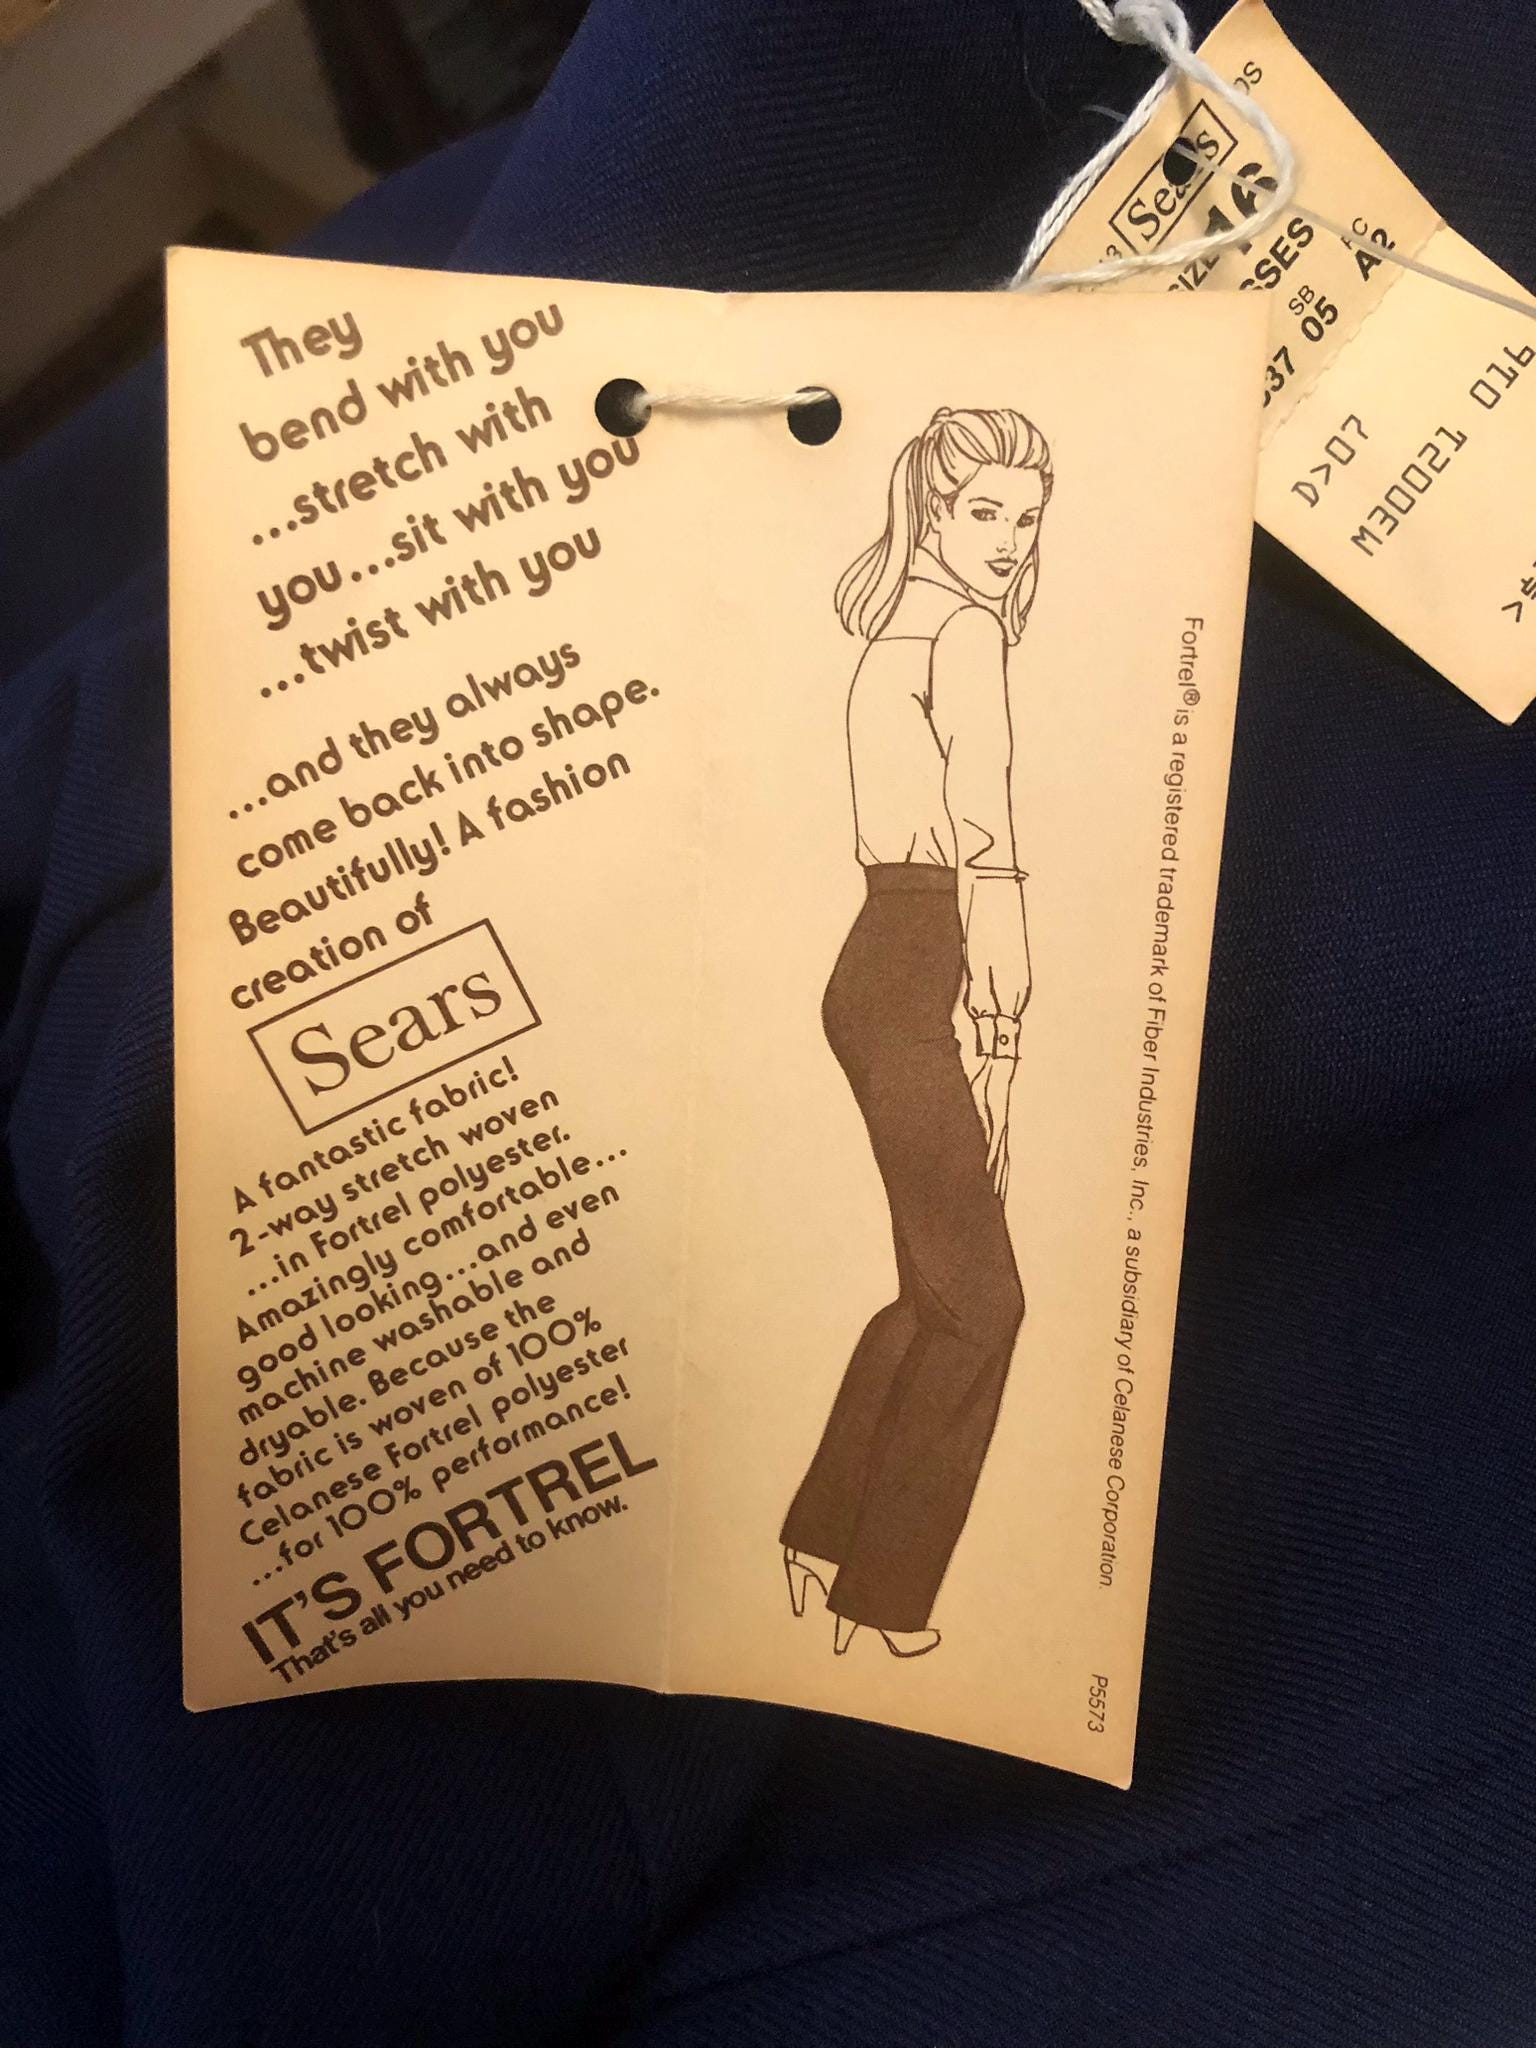 They
bend with you
...stretch with
you...sit with you
...twist with you
...and they always
come back into shape.
Beautifully! A fashion
creation of
Sears
A fantastic fabric!
2-way stretch woven
...in Fortrel polyester.
Amazingly comfortable...
good looking...and even
machine washable and
dryable. Because the
fabric is woven of 100%
Celanese Fortrel polyester
...for 100% performance!
IT'S FORTREL
That's all you need to know.
Fortrel® is a registered trademark of Fiber Industries, Inc., a subsidiary of Celanese Corporation.
P5573
Sears
16
SB
05
A2
D>07
M30021 016